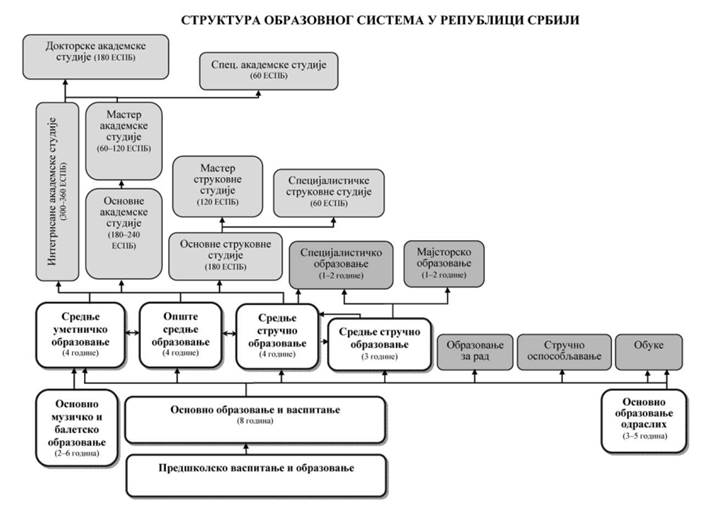 СТРУКТУРА ОБРАЗОВНОГ СИСТЕМА У РЕПУБЛИЦИ СРБИЈИ
Докторске академске
студије (180 ЕСПБ)
Спец. академске студије
(60 ЕСПБ)
Интегрисане академске студије
(300–360 ЕСПБ)
Мастер
академске
студије
(60–120 ЕСПБ)
Основне
академске
студије
(180–240
ЕСПБ)
Мастер
струковне
студије
(120 ЕСПБ)
Специјалистичке
струковне студије
(60 ЕСПБ)
Основне струковне
студије
(180 ЕСПБ)
Специјалистичко
образовање
(1–2 године)
Мајсторско
образовање
(1–2 године)
Средње
уметничко
образовање
(4 године)
Опште
средње
образовање
(4 године)
Средње
стручно
образовање
(4 године)
Средње стручно
образовање
(3 године)
Образовање
за рад
Стручно
оспособљавање
Обуке
Основно
музичко и
балетско
образовање
(2–6 година)
Основно образовање и васпитање
(8 година)
Основно
образовање
одраслих
(3–5 година)
Предшколско васпитање и образовање